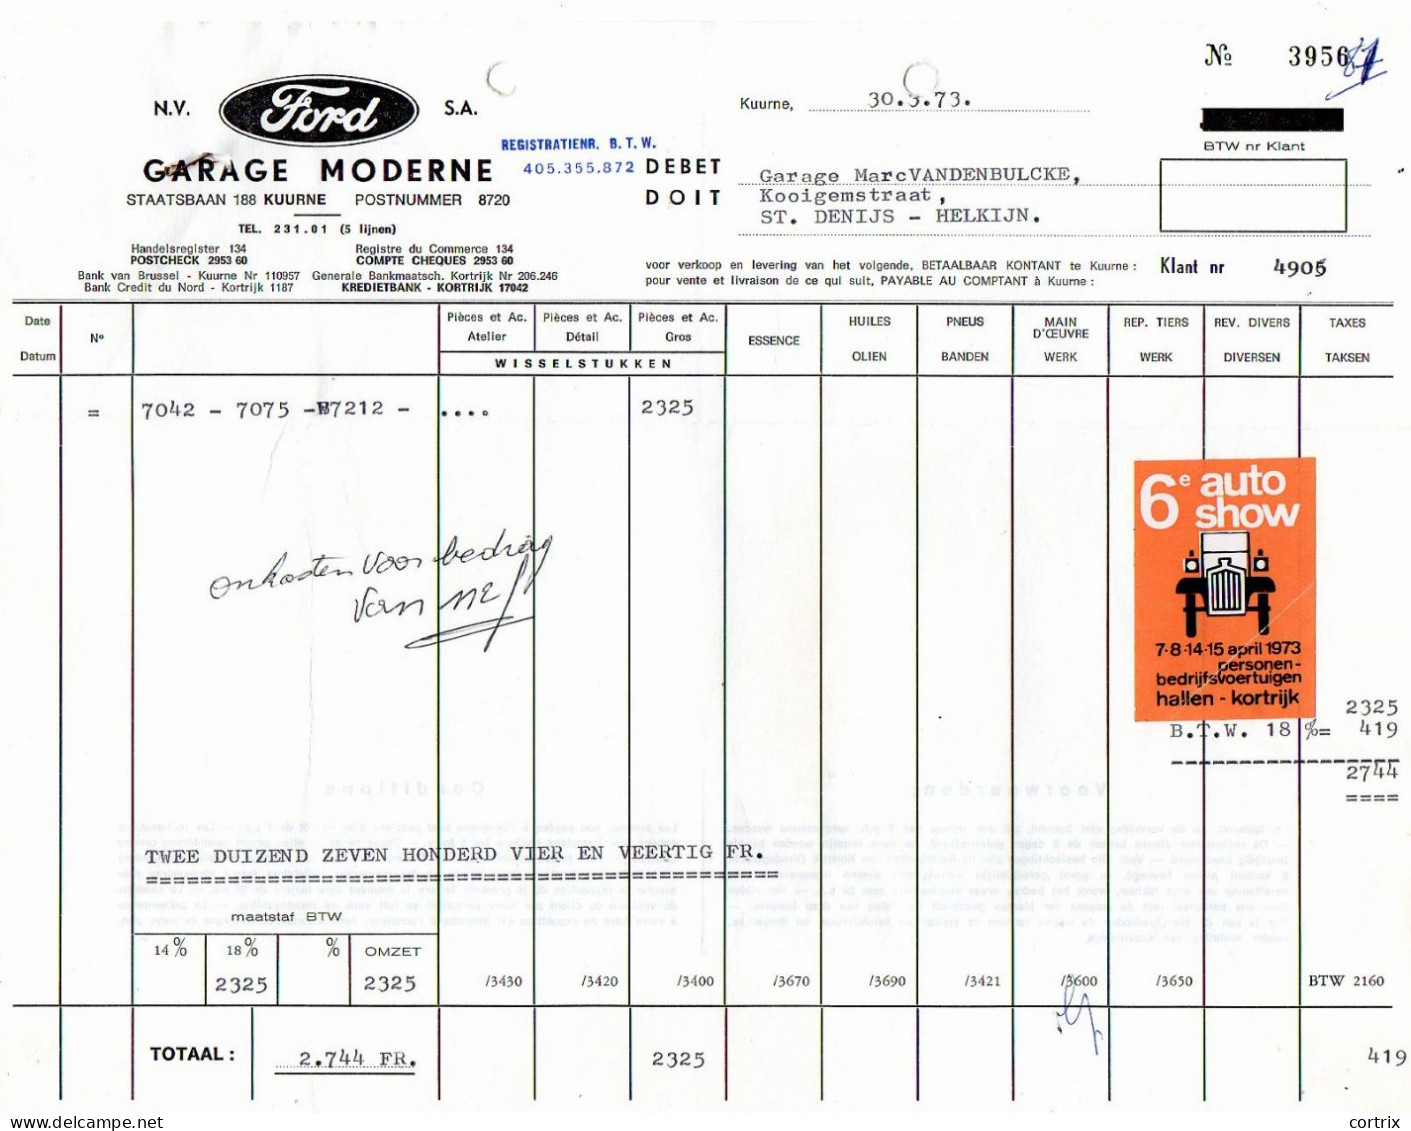 № 3956
N.V. Ford S.A.
Kuurne, 30.3.73.
REGISTRATIENR. B.T.W.
405.355.872
GARAGE MODERNE
STAATSBAAN 188 KUURNE POSTNUMMER 8720
TEL. 231.01 (5 lijnen)
Handelsregister 134 Registre du Commerce 134
POSTCHECK 2953 60 COMPTE CHEQUES 2953 60
Bank van Brussel - Kuurne Nr 110957 Generale Bankmaatsch. Kortrijk Nr 206.246
Bank Credit du Nord - Kortrijk 1187 KREDIETBANK - KORTRIJK 17042
DEBET
DOIT
Garage MarcVANDENBULCKE,
Kooigemstraat,
ST. DENIJS - HELKIJN.
BTW nr Klant
voor verkoop en levering van het volgende, BETAALBAAR KONTANT te Kuurne :
pour vente et livraison de ce qui suit, PAYABLE AU COMPTANT à Kuurne :
Klant nr 4905
Date
Datum
N°
Pièces et Ac.
Atelier
Pièces et Ac.
Détail
Pièces et Ac.
Gros
WISSELSTUKKEN
ESSENCE
HUILES
OLIEN
PNEUS
BANDEN
MAIN
D'ŒUVRE
WERK
REP. TIERS
WERK
REV. DIVERS
DIVERSEN
TAXES
TAKSEN
= 7042 - 7075 - 7212 - .... 2325
onkosten voor bedrag
van
6e auto
show
7-8-14-15 april 1973
personen-
bedrijfsvoertuigen
hallen - kortrijk
2325
B.T.W. 18 %= 419
2744
Conditions
Voorwaarden
TWEE DUIZEND ZEVEN HONDERD VIER EN VEERTIG FR.
maatstaf BTW
14% 18% % OMZET
2325 2325 /3430 /3420 /3400 /3670 /3690 /3421 /3600 /3650 BTW 2160
TOTAAL : 2.744 FR. 2325 419
www.delcampe.net cortrix